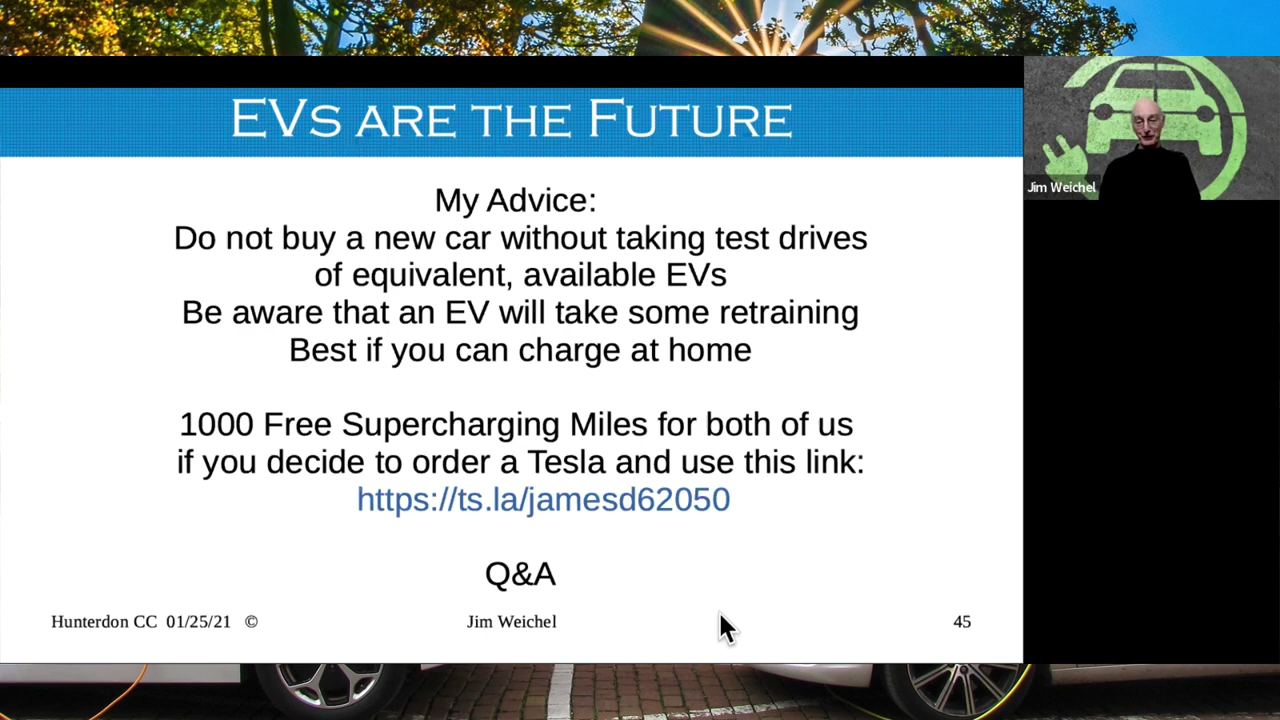 EVs are the Future
My Advice:
Do not buy a new car without taking test drives
of equivalent, available EVs
Be aware that an EV will take some retraining
Best if you can charge at home
1000 Free Supercharging Miles for both of us
if you decide to order a Tesla and use this link:
https://ts.la/jamesd62050
Q&A
Hunterdon CC 01/25/21 © Jim Weichel 45
Jim Weichel